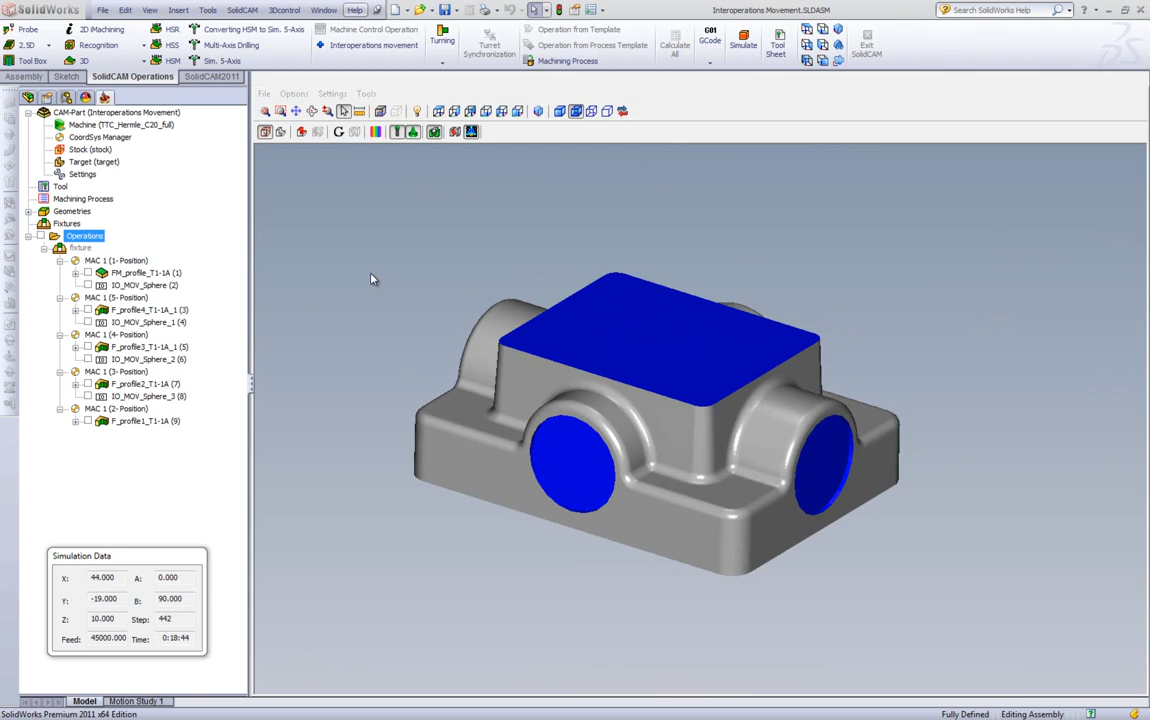 SolidWorks File Edit View Insert Tools SolidCAM 3Dcontrol Window Help Interoperations Movement.SLDASM Search SolidWorks Help
Probe 2D iMachining HSR Converting HSM to Sim. 5-Axis Machine Control Operation Operation from Template
2.5D Recognition HSS Multi-Axis Drilling Interoperations movement Turning Turret Synchronization Operation from Process Template Calculate All G01 GCode Simulate Tool Sheet Exit SolidCAM
Tool Box 3D HSM Sim. 5-Axis Machining Process
Assembly Sketch SolidCAM Operations SolidCAM2011
File Options Settings Tools
CAM-Part (Interoperations Movement)
Machine (TTC_Hermle_C20_full)
CoordSys Manager
Stock (stock)
Target (target)
Settings
Tool
Machining Process
Geometries
Fixtures
Operations
fixture
MAC 1 (1- Position)
FM_profile_T1-1A (1)
IO_MOV_Sphere (2)
MAC 1 (5- Position)
F_profile4_T1-1A_1 (3)
IO_MOV_Sphere_1 (4)
MAC 1 (4- Position)
F_profile3_T1-1A_1 (5)
IO_MOV_Sphere_2 (6)
MAC 1 (3- Position)
F_profile2_T1-1A (7)
IO_MOV_Sphere_3 (8)
MAC 1 (2- Position)
F_profile1_T1-1A (9)
Simulation Data
X: 44.000 A: 0.000
Y: -19.000 B: 90.000
Z: 10.000 Step: 442
Feed: 45000.000 Time: 0:18:44
Model Motion Study 1
SolidWorks Premium 2011 x64 Edition Fully Defined Editing Assembly